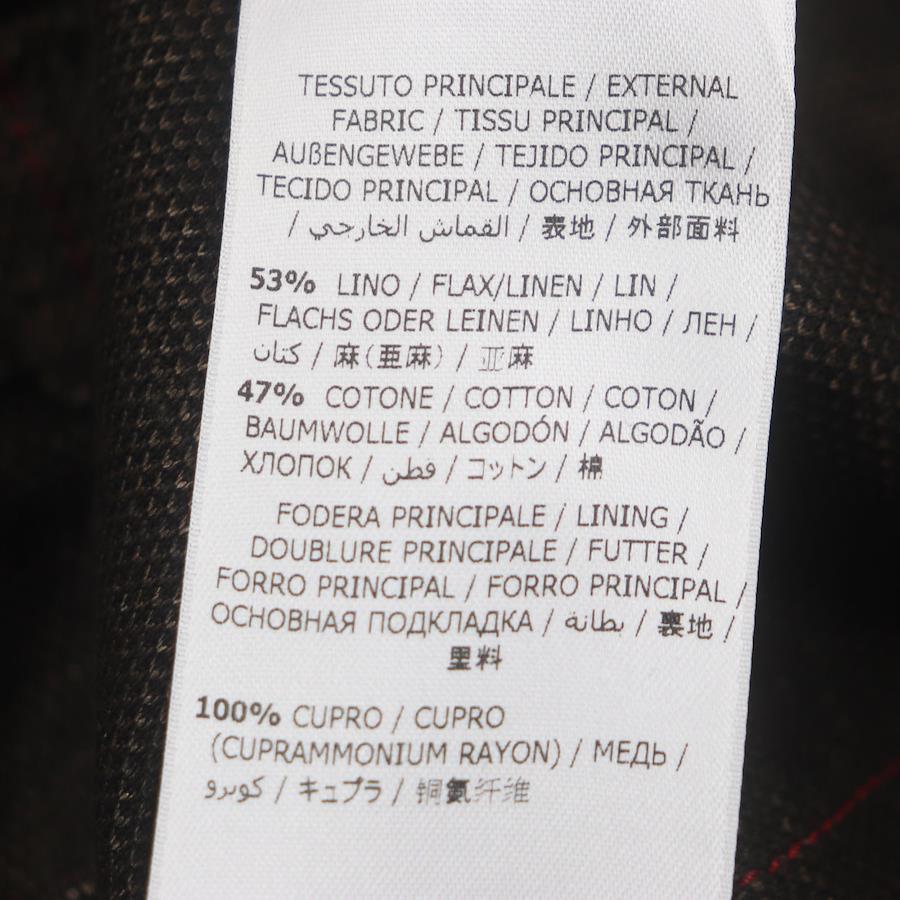 TESSUTO PRINCIPALE / EXTERNAL
FABRIC / TISSU PRINCIPAL /
AUßENGEWEBE / TEJIDO PRINCIPAL /
TECIDO PRINCIPAL / ОСНОВНАЯ ТКАНЬ
/ القماش الخارجي / 表地 / 外部面料
53% LINO / FLAX/LINEN / LIN /
FLACHS ODER LEINEN / LINHO / ЛЕН /
كتان / 麻(亜麻) / 亚麻
47% COTONE / COTTON / COTON /
BAUMWOLLE / ALGODÓN / ALGODÃO /
ХЛОПОК / قطن / コットン / 棉
FODERA PRINCIPALE / LINING /
DOUBLURE PRINCIPALE / FUTTER /
FORRO PRINCIPAL / FORRO PRINCIPAL /
ОСНОВНАЯ ПОДКЛАДКА / بطانة / 裏地 /
里料
100% CUPRO / CUPRO
(CUPRAMMONIUM RAYON) / МЕДЬ /
كوبرو / キュプラ / 铜氨纤维